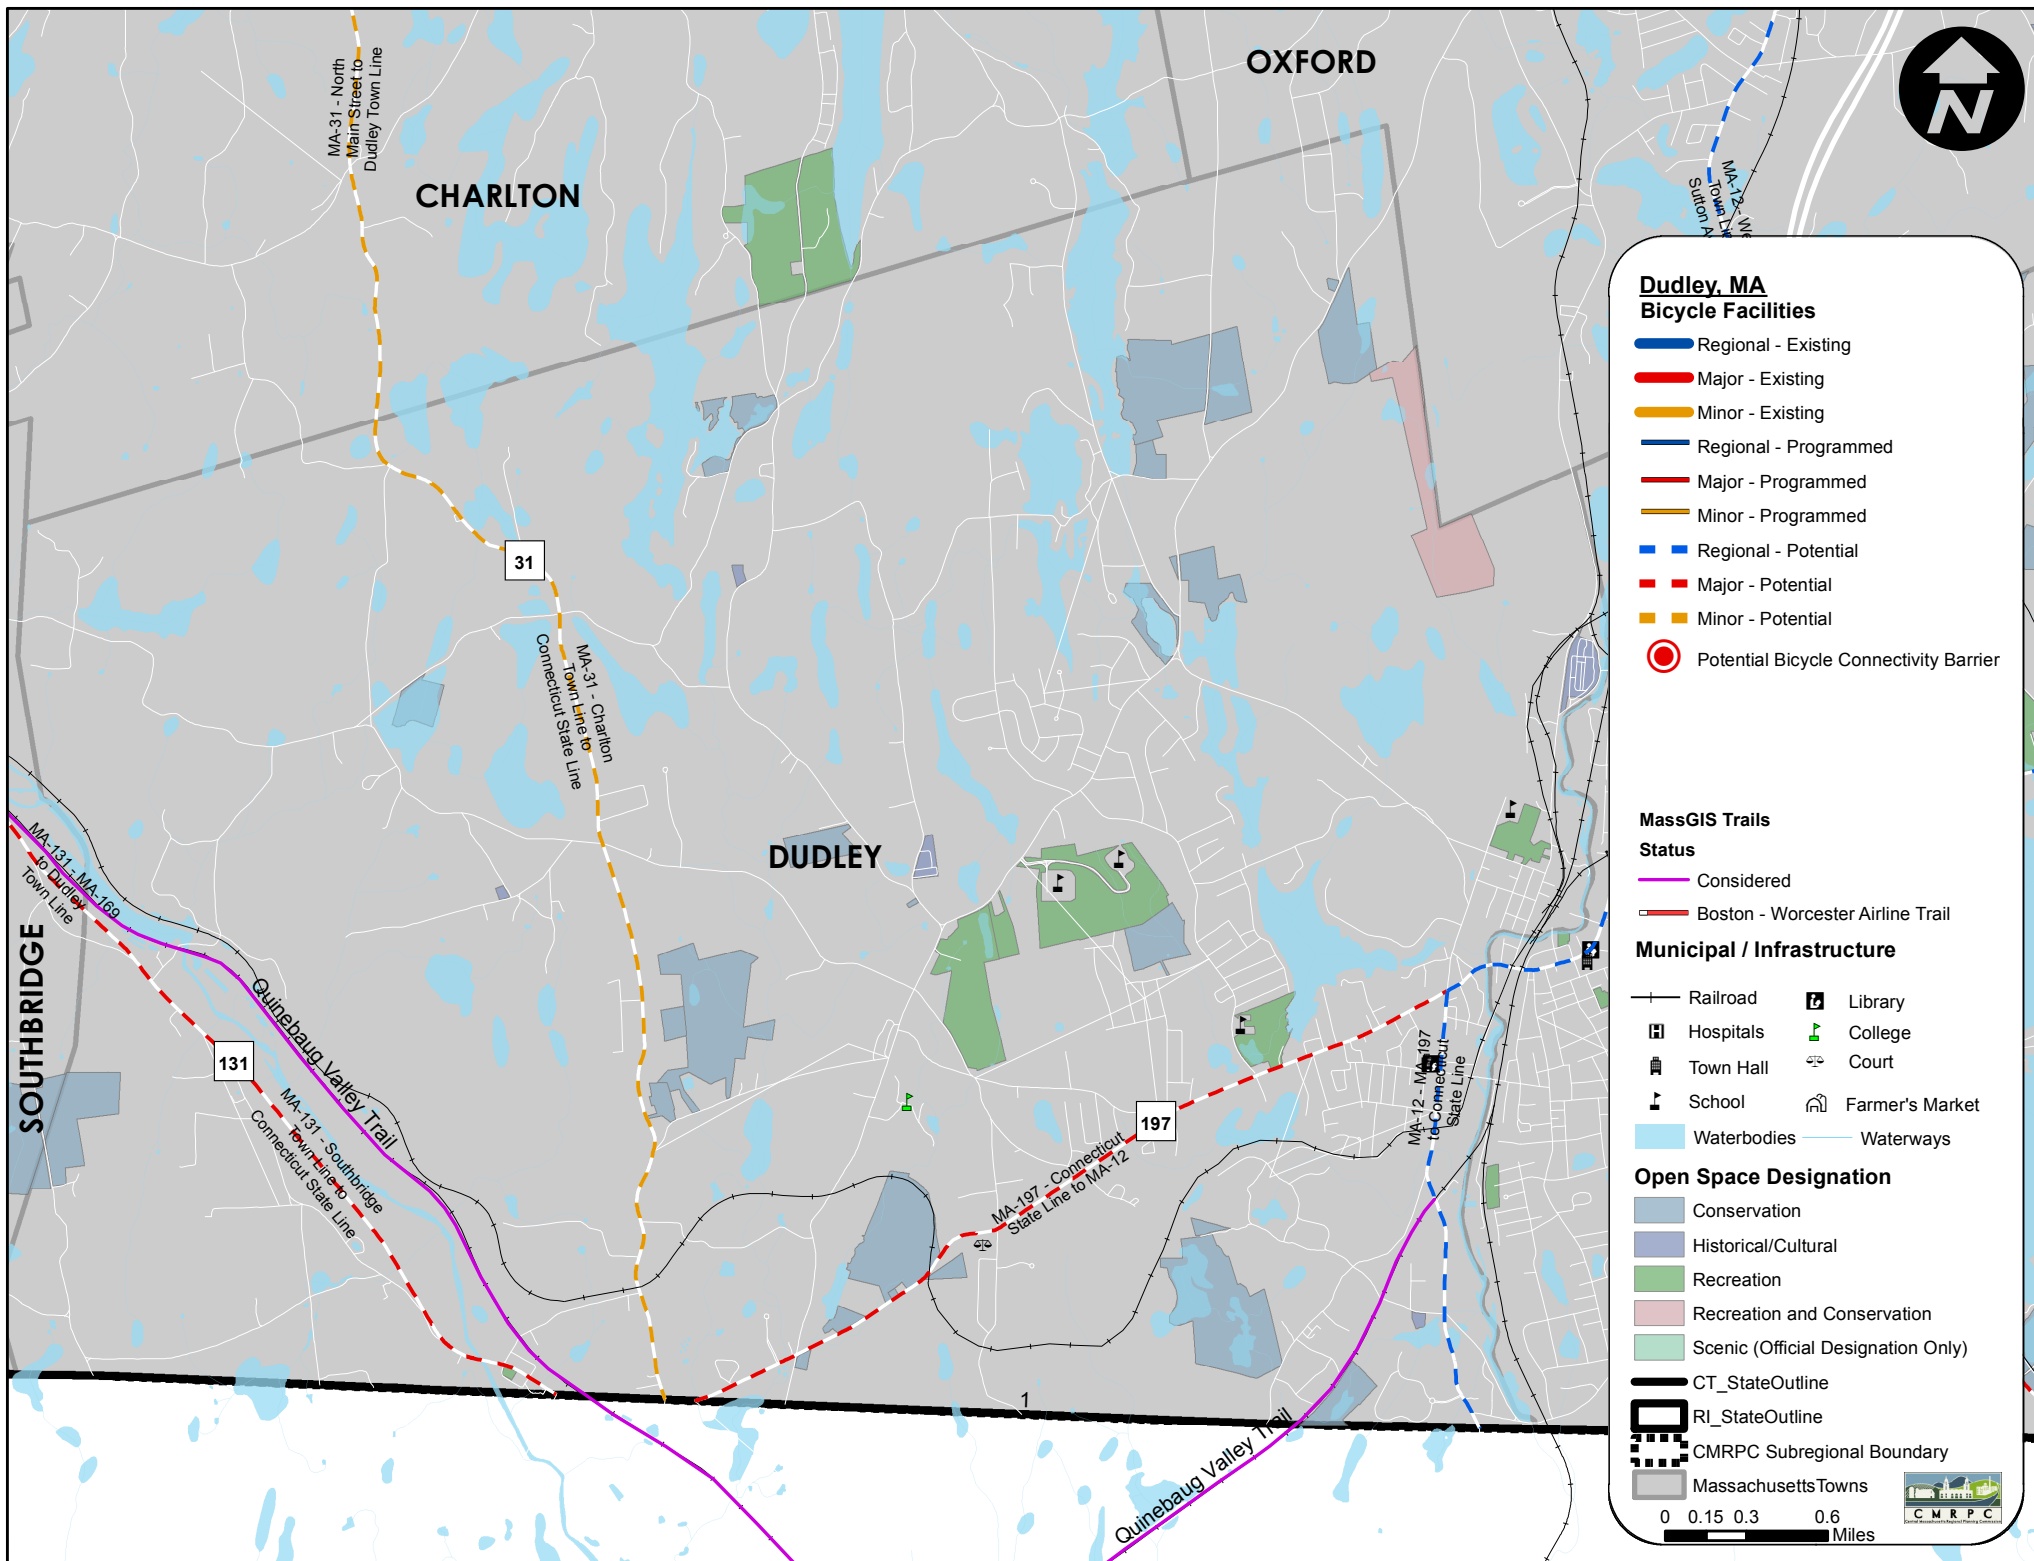 OXFORD
CHARLTON
MA-31 - North
Main Street to
Dudley Town Line
N
MA-12 - We
Town Lin
Sutton A
31
MA-31 - Charlton
Town Line to
Connecticut State Line
DUDLEY
MA-131 - MA-169
to Dudley
Town Line
SOUTHBRIDGE
Quinebaug Valley Trail
131
MA-131 - Southbridge
Town Line to
Connecticut State Line
197
MA-197 - Connecticut
State Line to MA-12
MA-12 - MA-197
to Connecticut
State Line
1
Quinebaug Valley Trail
Dudley, MA
Bicycle Facilities
Regional - Existing
Major - Existing
Minor - Existing
Regional - Programmed
Major - Programmed
Minor - Programmed
Regional - Potential
Major - Potential
Minor - Potential
Potential Bicycle Connectivity Barrier
MassGIS Trails
Status
Considered
Boston - Worcester Airline Trail
Municipal / Infrastructure
Railroad
Library
H Hospitals
College
Town Hall
Court
School
Farmer's Market
Waterbodies
Waterways
Open Space Designation
Conservation
Historical/Cultural
Recreation
Recreation and Conservation
Scenic (Official Designation Only)
CT_StateOutline
RI_StateOutline
CMRPC Subregional Boundary
MassachusettsTowns
0 0.15 0.3 0.6
Miles
CMRPC